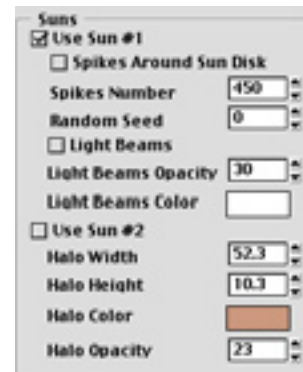 Suns
Use Sun #1
Spikes Around Sun Disk
Spikes Number 450
Random Seed 0
Light Beams
Light Beams Opacity 30
Light Beams Color
Use Sun #2
Halo Width 52.3
Halo Height 10.3
Halo Color
Halo Opacity 23